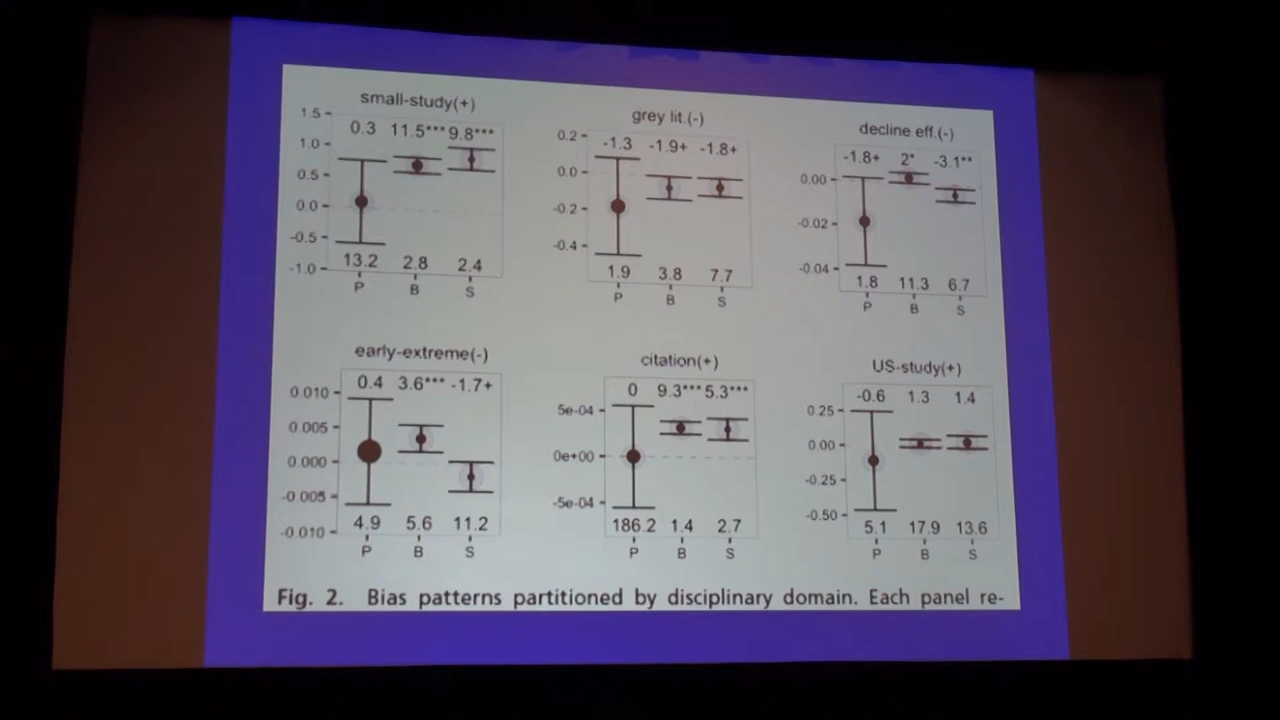 small-study(+)
1.5
1.0
0.5
0.0
-0.5
-1.0
0.3 11.5*** 9.8***
13.2 2.8 2.4
P B S
grey lit.(-)
0.2
0.0
-0.2
-0.4
-1.3 -1.9+ -1.8+
1.9 3.8 7.7
P B S
decline eff.(-)
0.00
-0.02
-0.04
-1.8+ 2* -3.1**
1.8 11.3 6.7
P B S
early-extreme(-)
0.010
0.005
0.000
-0.005
-0.010
0.4 3.6*** -1.7+
4.9 5.6 11.2
P B S
citation(+)
5e-04
0e+00
-5e-04
0 9.3*** 5.3***
186.2 1.4 2.7
P B S
US-study(+)
0.25
0.00
-0.25
-0.50
-0.6 1.3 1.4
5.1 17.9 13.6
P B S
Fig. 2. Bias patterns partitioned by disciplinary domain. Each panel re-